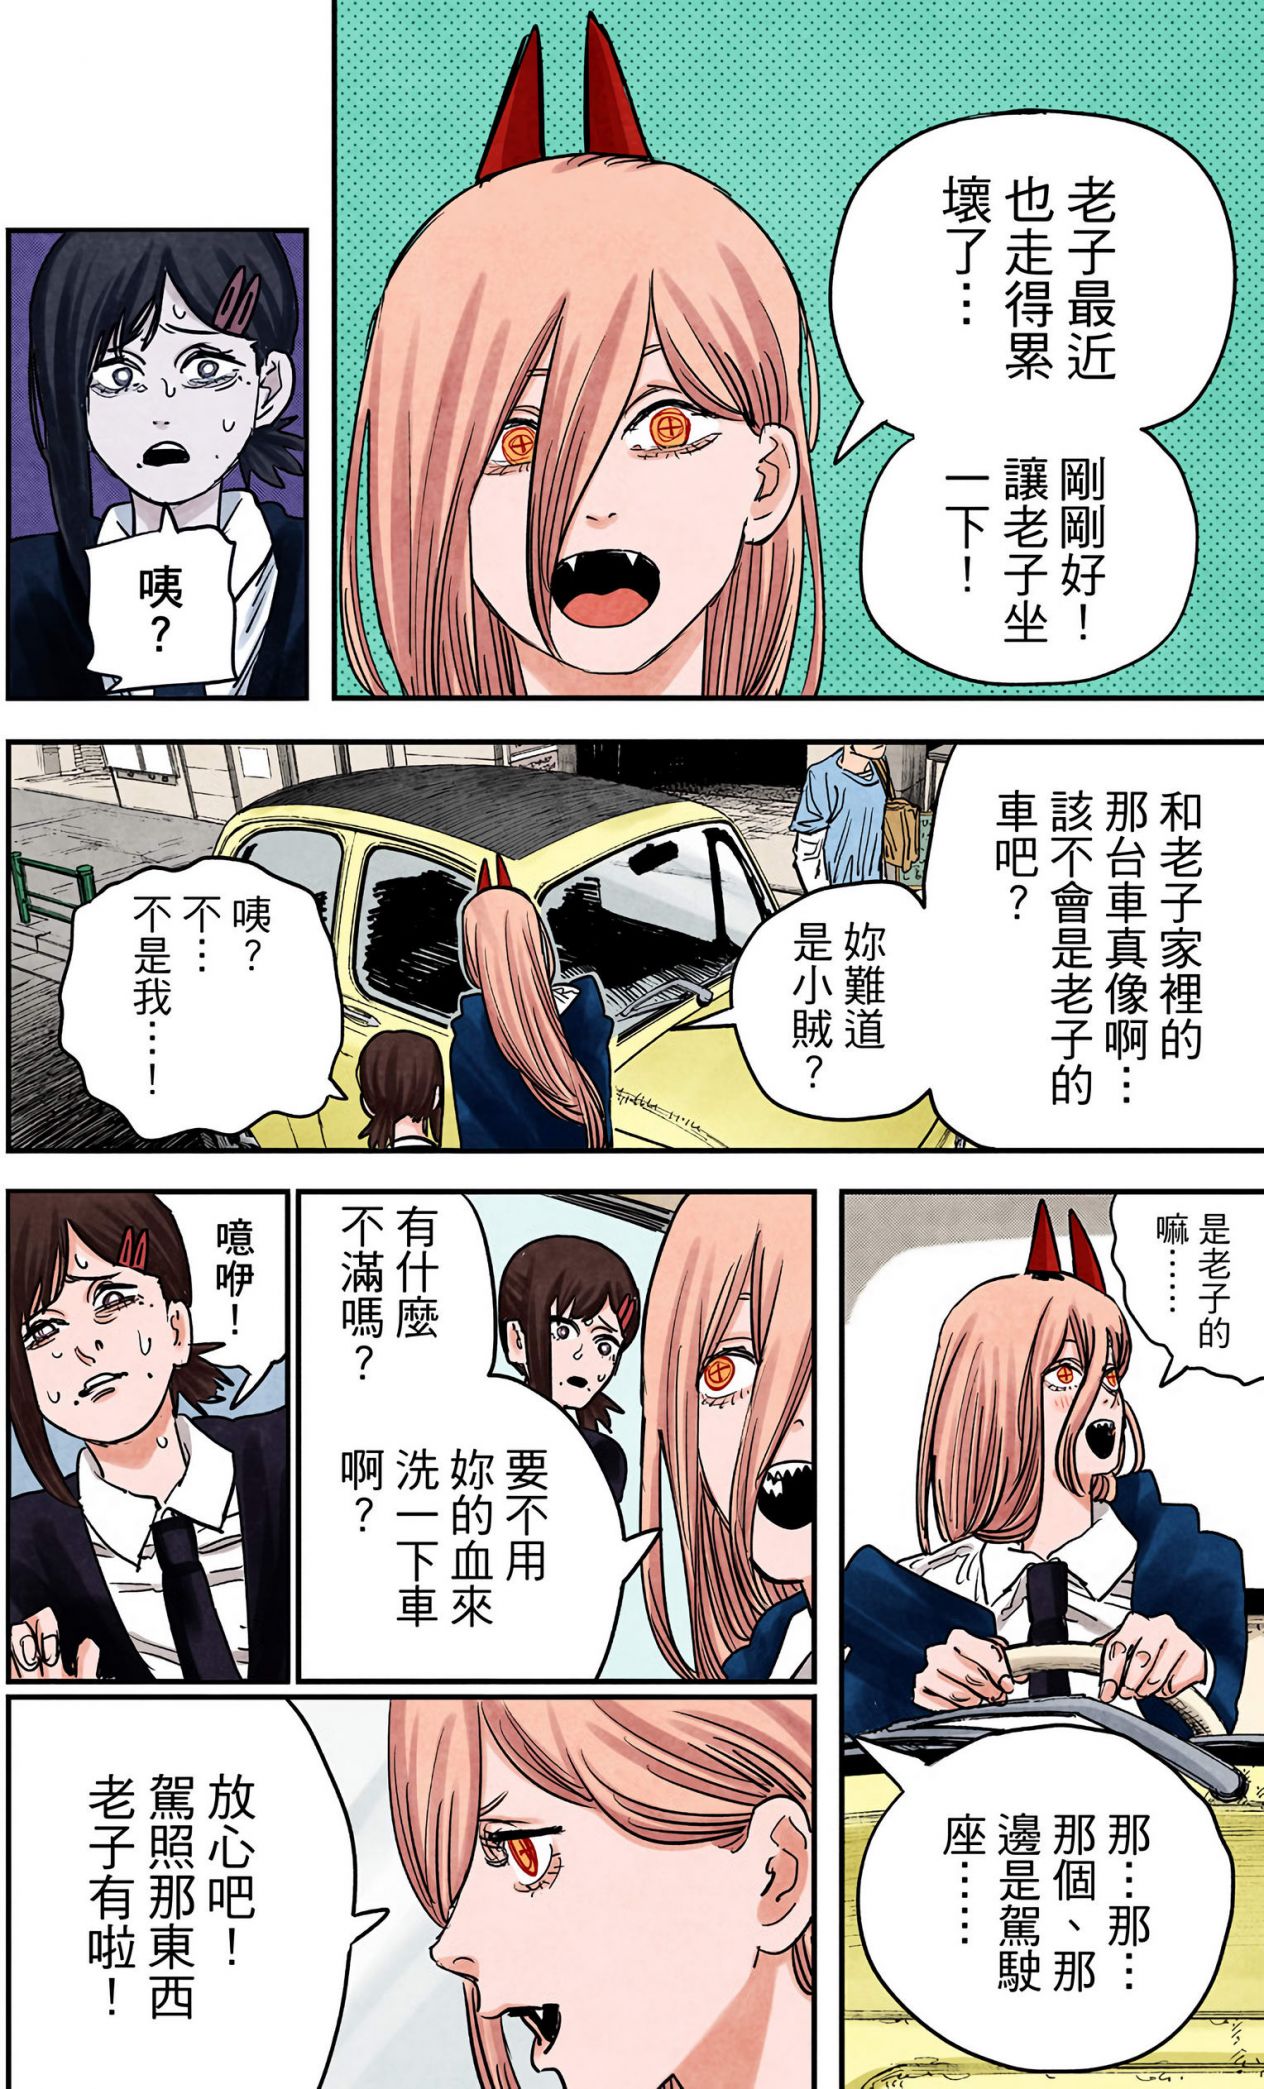 老子最近
也走得累
壞了…
剛剛好！
讓老子坐
一下！
咦？
和老子家裡的
那台車真像啊…
該不會是老子的
車吧？
妳難道
是小賊？
咦？
不…
不是我……！
是老子的
嘛……
那…那…
那個、那
邊是駕駛
座……
有什麼
不滿嗎？
要不用
妳的血來
洗一下車
啊？
噫咿！
放心吧！
駕照那東西
老子有啦！